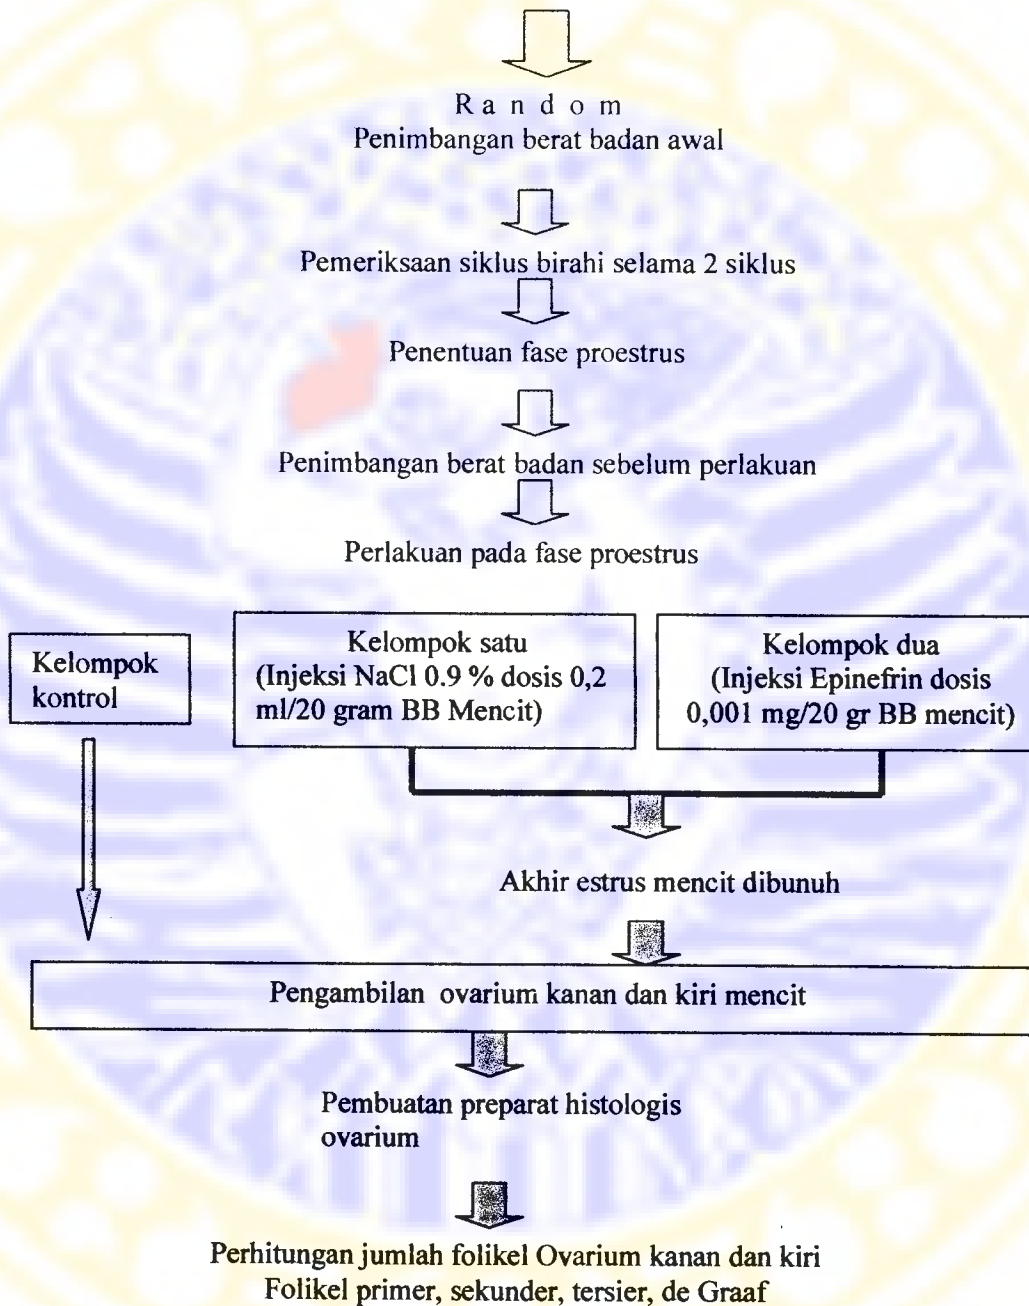 R a n d o m
Penimbangan berat badan awal
Pemeriksaan siklus birahi selama 2 siklus
Penentuan fase proestrus
Penimbangan berat badan sebelum perlakuan
Perlakuan pada fase proestrus
Kelompok
kontrol
Kelompok satu
(Injeksi NaCl 0.9 % dosis 0,2
ml/20 gram BB Mencit)
Kelompok dua
(Injeksi Epinefrin dosis
0,001 mg/20 gr BB mencit)
Akhir estrus mencit dibunuh
Pengambilan ovarium kanan dan kiri mencit
Pembuatan preparat histologis
ovarium
Perhitungan jumlah folikel Ovarium kanan dan kiri
Folikel primer, sekunder, tersier, de Graaf